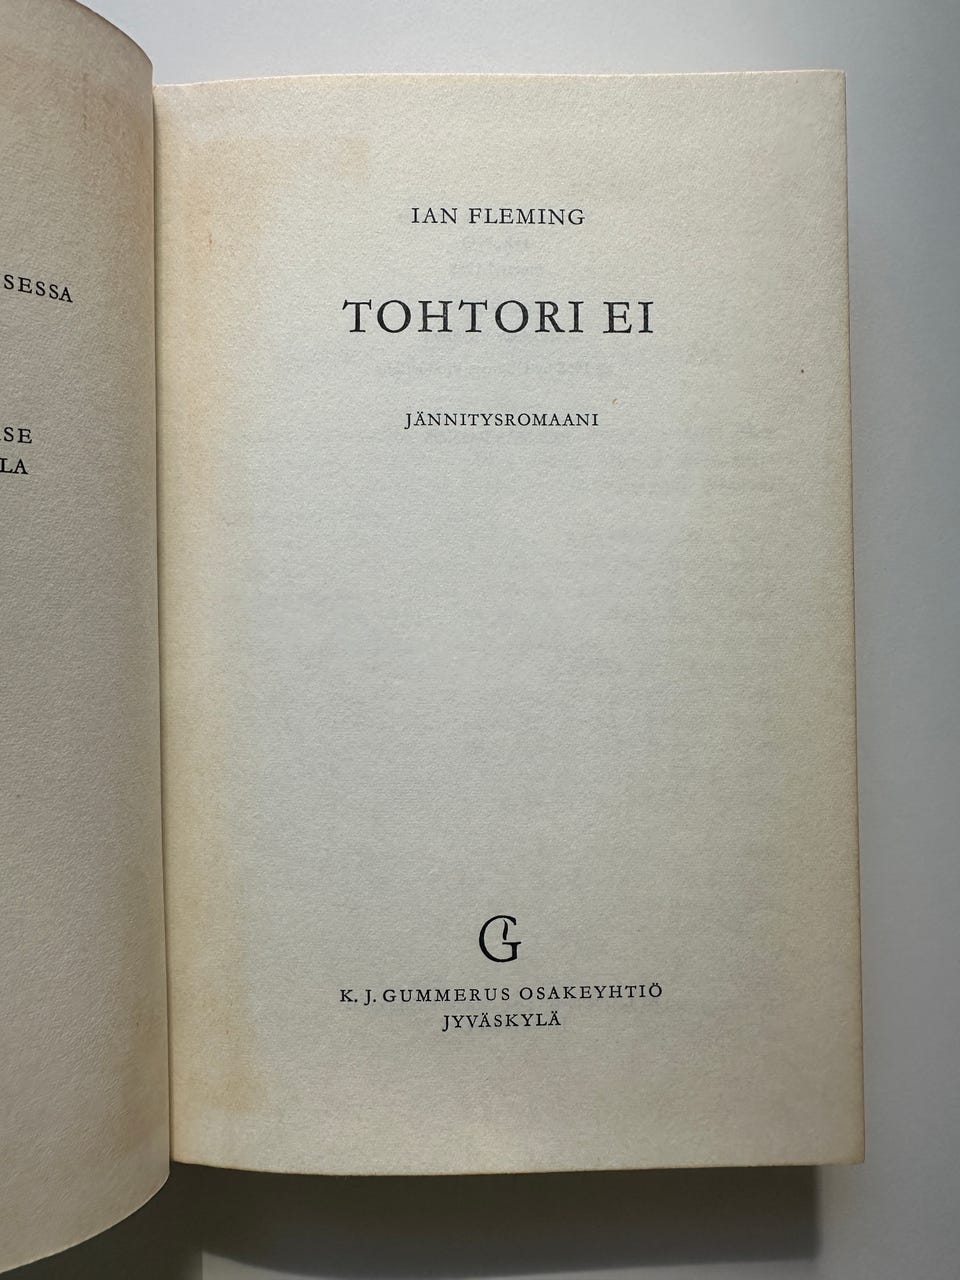 SESSA
SE
LA
IAN FLEMING
TOHTORI EI
JÄNNITYSROMAANI
G
K. J. GUMMERUS OSAKEYHTIÖ
JYVÄSKYLÄ